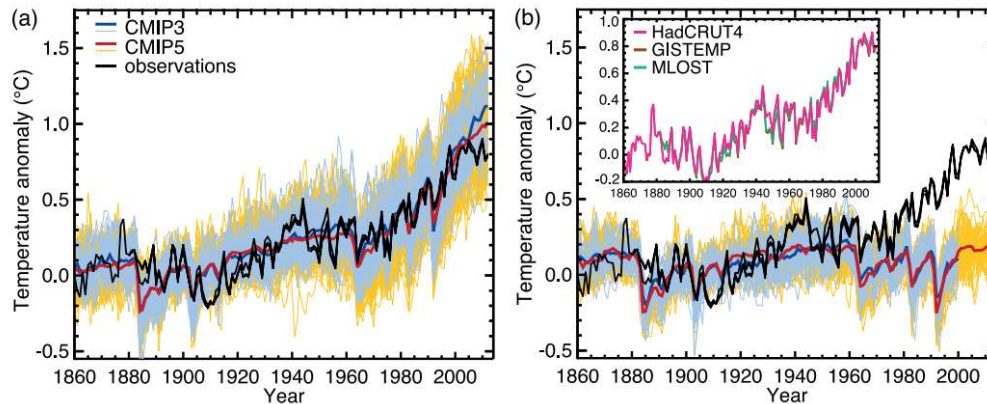 (a)
CMIP3
CMIP5
observations
Temperature anomaly (°C)
1.5
1.0
0.5
0.0
-0.5
1860 1880 1900 1920 1940 1960 1980 2000
Year
(b)
HadCRUT4
GISTEMP
MLOST
1.0
0.8
0.6
0.4
0.2
0.0
1860 1880 1900 1920 1940 1960 1980 2000
Temperature anomaly (°C)
1.5
1.0
0.5
0.0
-0.5
1860 1880 1900 1920 1940 1960 1980 2000
Year